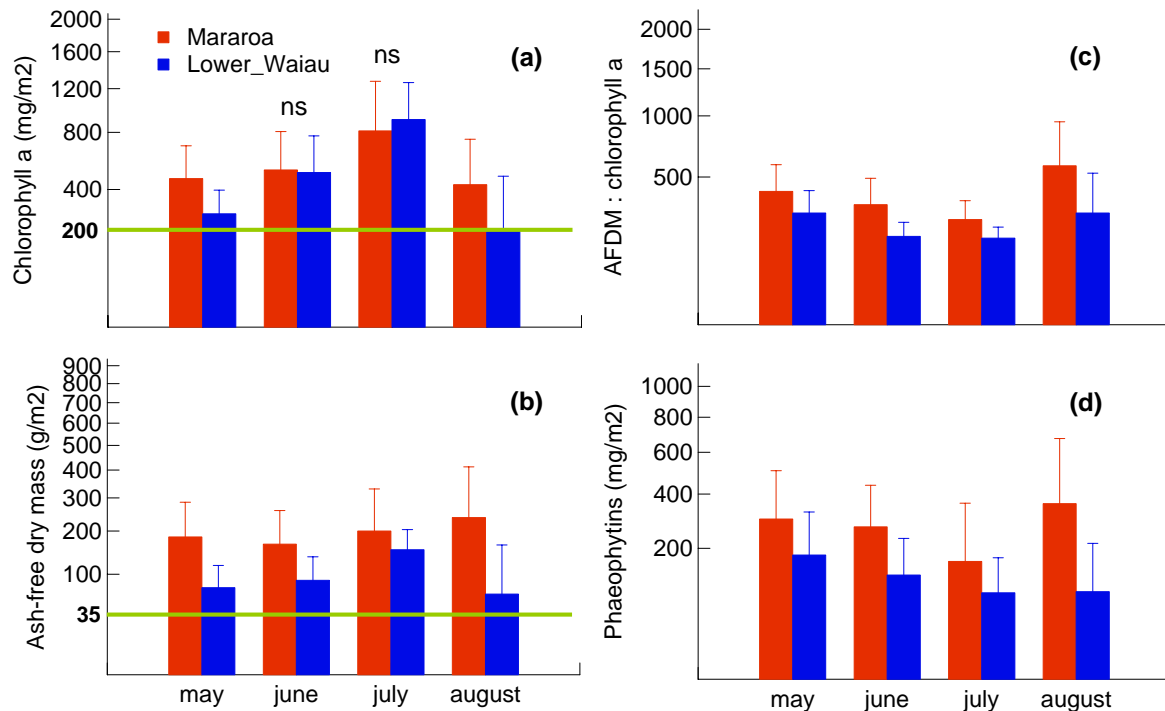 Chlorophyll a (mg/m2)
2000
1600
1200
800
400
200
Mararoa
Lower_Waiau
ns
ns
(a)
AFDM : chlorophyll a
2000
1500
1000
500
(c)
Ash-free dry mass (g/m2)
900
800
700
600
500
400
300
200
100
35
(b)
may
june
july
august
Phaeophytins (mg/m2)
1000
800
400
200
(d)
may
june
july
august